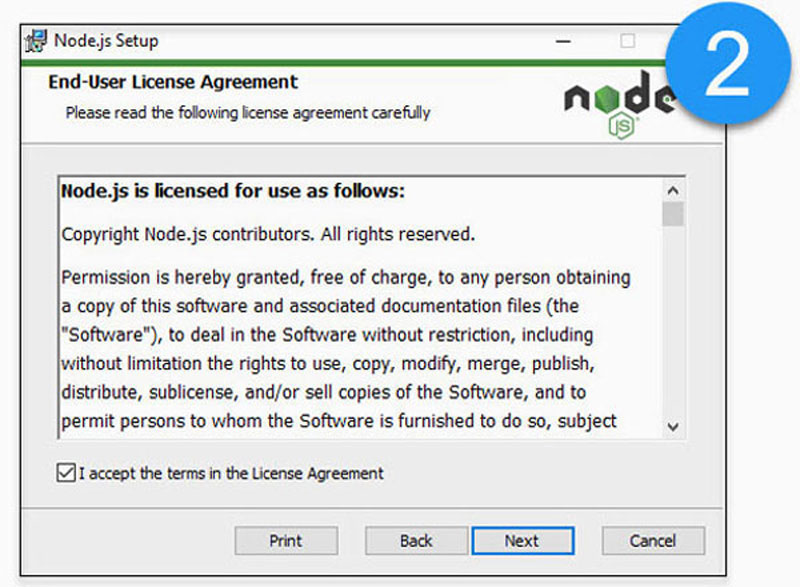 Node.js Setup
2
End-User License Agreement
Please read the following license agreement carefully
node
JS
Node.js is licensed for use as follows:
Copyright Node.js contributors. All rights reserved.
Permission is hereby granted, free of charge, to any person obtaining
a copy of this software and associated documentation files (the
"Software"), to deal in the Software without restriction, including
without limitation the rights to use, copy, modify, merge, publish,
distribute, sublicense, and/or sell copies of the Software, and to
permit persons to whom the Software is furnished to do so, subject
I accept the terms in the License Agreement
Print Back Next Cancel